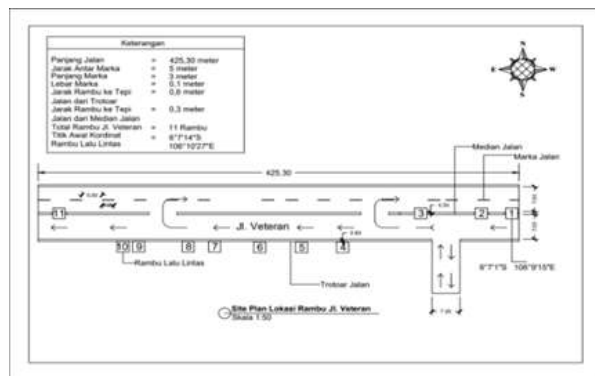 Keterangan
Panjang Jalan = 425,30 meter
Jarak Antar Marka = 5 meter
Panjang Marka = 3 meter
Lebar Marka = 0,1 meter
Jarak Rambu ke Tepi = 0,6 meter
Jalan dari Trotoar
Jarak Rambu ke Tepi = 0,3 meter
Jalan dari Median Jalan
Total Rambu Jl. Veteran = 11 Rambu
Titik Awal Kordinat = 6°7'14"S
Rambu Lalu Lintas 106°10'27"E
N
E W
S
Median Jalan
Marka Jalan
425.30
11
3
2
1
Jl. Veteran
10
9
8
7
6
5
4
Rambu Lalu Lintas
6°7'1"S 106°9'15"E
Trotoar Jalan
Site Plan Lokasi Rambu Jl. Veteran
Skala 1:50